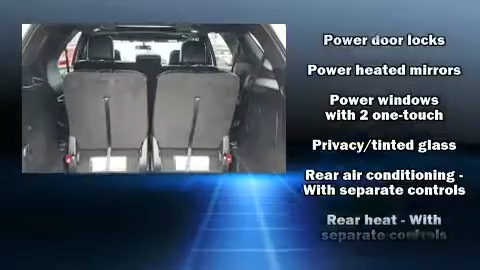 Power door locks
Power heated mirrors
Power windows
with 2 one-touch
Privacy/tinted glass
Rear air conditioning -
With separate controls
Rear heat - With
separate controls